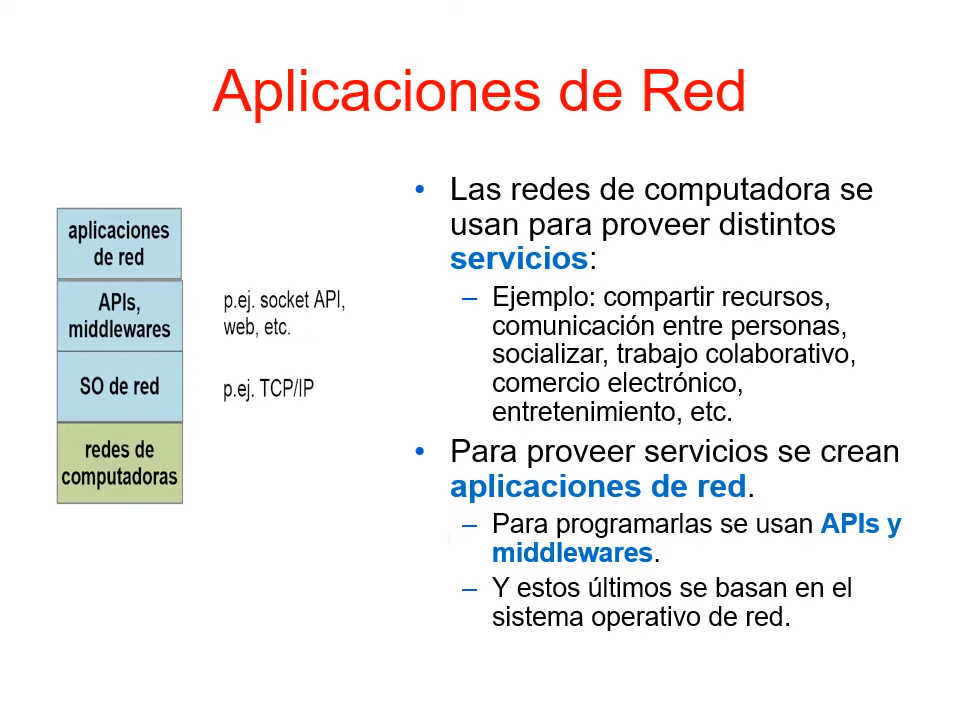 Aplicaciones de Red
aplicaciones
de red
APIs,
middlewares
p.ej. socket API,
web, etc.
SO de red
p.ej. TCP/IP
redes de
computadoras
• Las redes de computadora se
usan para proveer distintos
servicios:
– Ejemplo: compartir recursos,
comunicación entre personas,
socializar, trabajo colaborativo,
comercio electrónico,
entretenimiento, etc.
• Para proveer servicios se crean
aplicaciones de red.
– Para programarlas se usan APIs y
middlewares.
– Y estos últimos se basan en el
sistema operativo de red.